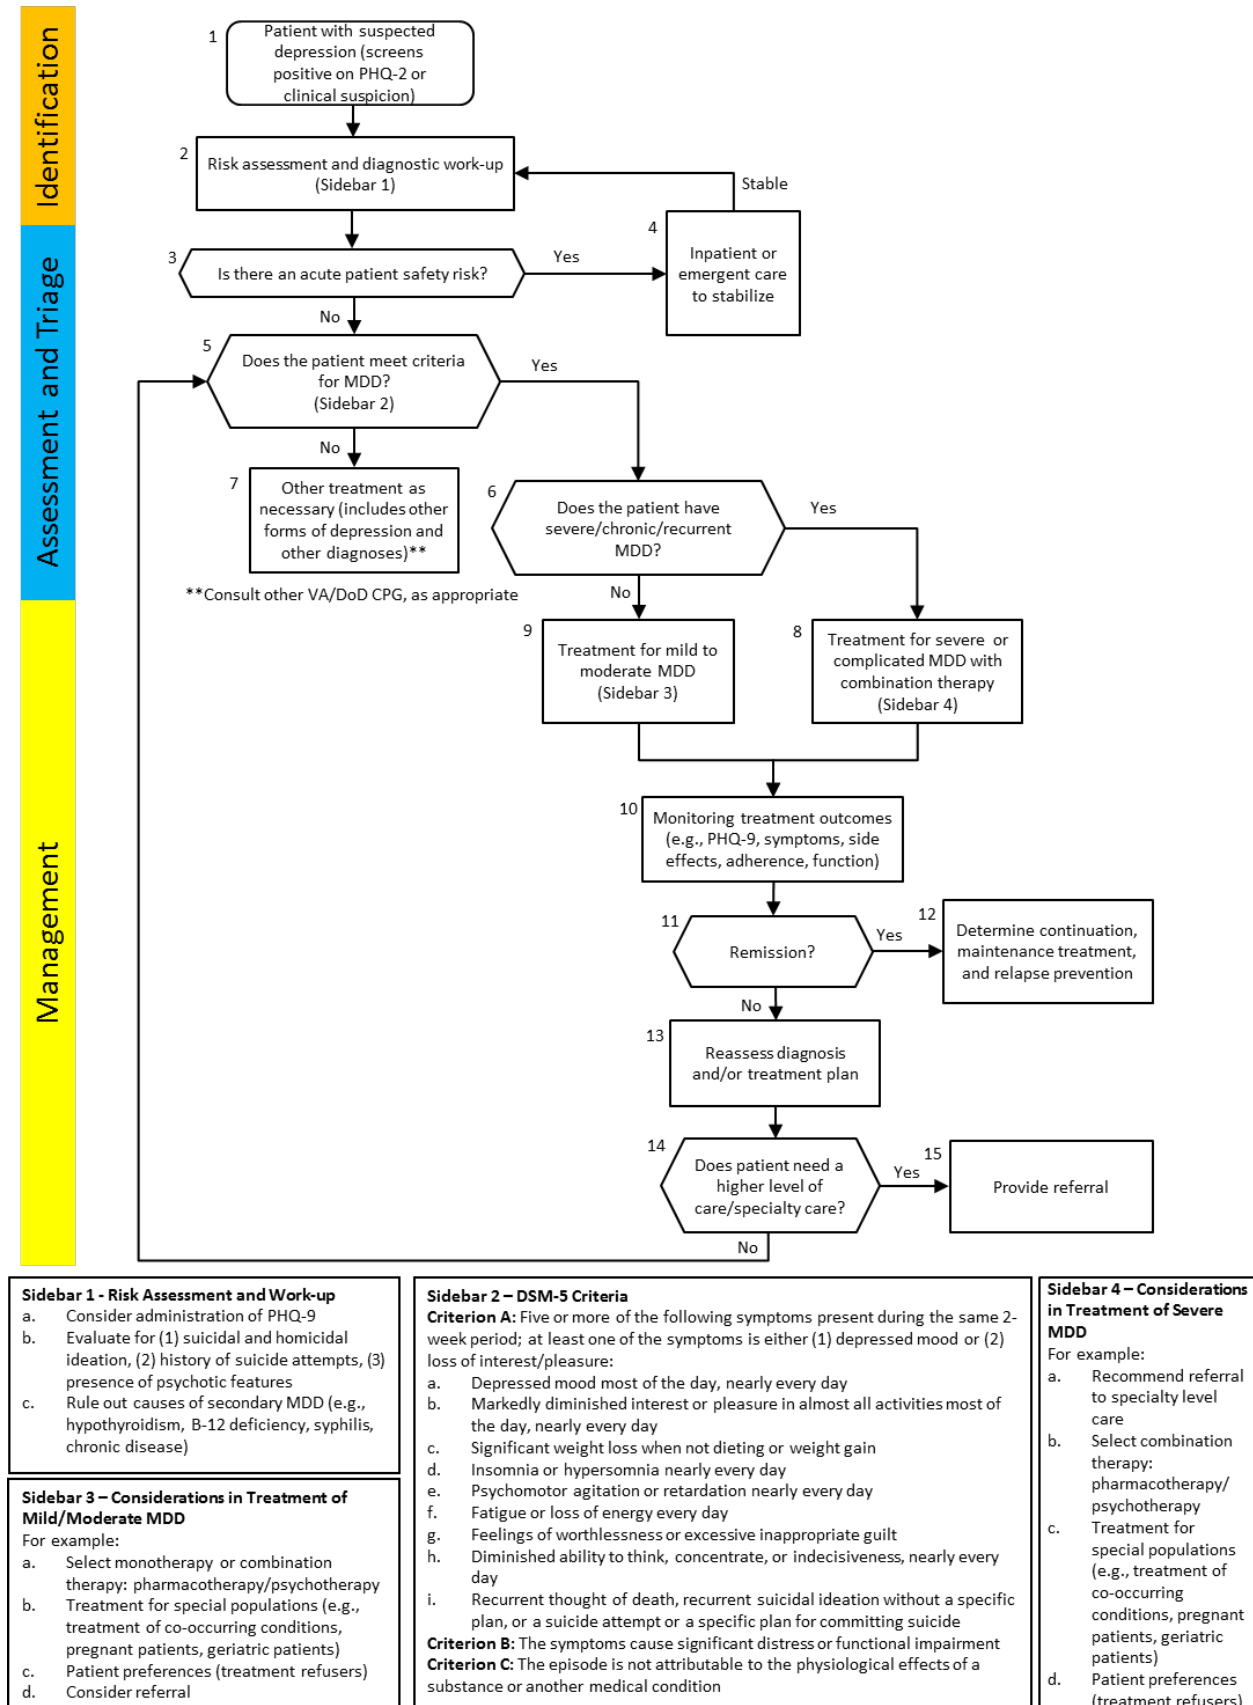 Identification
Assessment and Triage
Management
1
Patient with suspected
depression (screens
positive on PHQ-2 or
clinical suspicion)
2
Risk assessment and diagnostic work-up
(Sidebar 1)
Stable
3
Is there an acute patient safety risk?
Yes
4
Inpatient or
emergent care
to stabilize
No
5
Does the patient meet criteria
for MDD?
(Sidebar 2)
Yes
No
7
Other treatment as
necessary (includes other
forms of depression and
other diagnoses)**
**Consult other VA/DoD CPG, as appropriate
6
Does the patient have
severe/chronic/recurrent
MDD?
Yes
No
9
Treatment for mild to
moderate MDD
(Sidebar 3)
8
Treatment for severe or
complicated MDD with
combination therapy
(Sidebar 4)
10
Monitoring treatment outcomes
(e.g., PHQ-9, symptoms, side
effects, adherence, function)
11
Remission?
Yes
12
Determine continuation,
maintenance treatment,
and relapse prevention
No
13
Reassess diagnosis
and/or treatment plan
14
Does patient need a
higher level of
care/specialty care?
Yes
15
Provide referral
No
Sidebar 1 - Risk Assessment and Work-up
a. Consider administration of PHQ-9
b. Evaluate for (1) suicidal and homicidal
ideation, (2) history of suicide attempts, (3)
presence of psychotic features
c. Rule out causes of secondary MDD (e.g.,
hypothyroidism, B-12 deficiency, syphilis,
chronic disease)
Sidebar 3 – Considerations in Treatment of
Mild/Moderate MDD
For example:
a. Select monotherapy or combination
therapy: pharmacotherapy/psychotherapy
b. Treatment for special populations (e.g.,
treatment of co-occurring conditions,
pregnant patients, geriatric patients)
c. Patient preferences (treatment refusers)
d. Consider referral
Sidebar 2 – DSM-5 Criteria
Criterion A: Five or more of the following symptoms present during the same 2-
week period; at least one of the symptoms is either (1) depressed mood or (2)
loss of interest/pleasure:
a. Depressed mood most of the day, nearly every day
b. Markedly diminished interest or pleasure in almost all activities most of
the day, nearly every day
c. Significant weight loss when not dieting or weight gain
d. Insomnia or hypersomnia nearly every day
e. Psychomotor agitation or retardation nearly every day
f. Fatigue or loss of energy every day
g. Feelings of worthlessness or excessive inappropriate guilt
h. Diminished ability to think, concentrate, or indecisiveness, nearly every
day
i. Recurrent thought of death, recurrent suicidal ideation without a specific
plan, or a suicide attempt or a specific plan for committing suicide
Criterion B: The symptoms cause significant distress or functional impairment
Criterion C: The episode is not attributable to the physiological effects of a
substance or another medical condition
Sidebar 4 – Considerations
in Treatment of Severe
MDD
For example:
a. Recommend referral
to specialty level
care
b. Select combination
therapy:
pharmacotherapy/
psychotherapy
c. Treatment for
special populations
(e.g., treatment of
co-occurring
conditions, pregnant
patients, geriatric
patients)
d. Patient preferences
(treatment refusers)